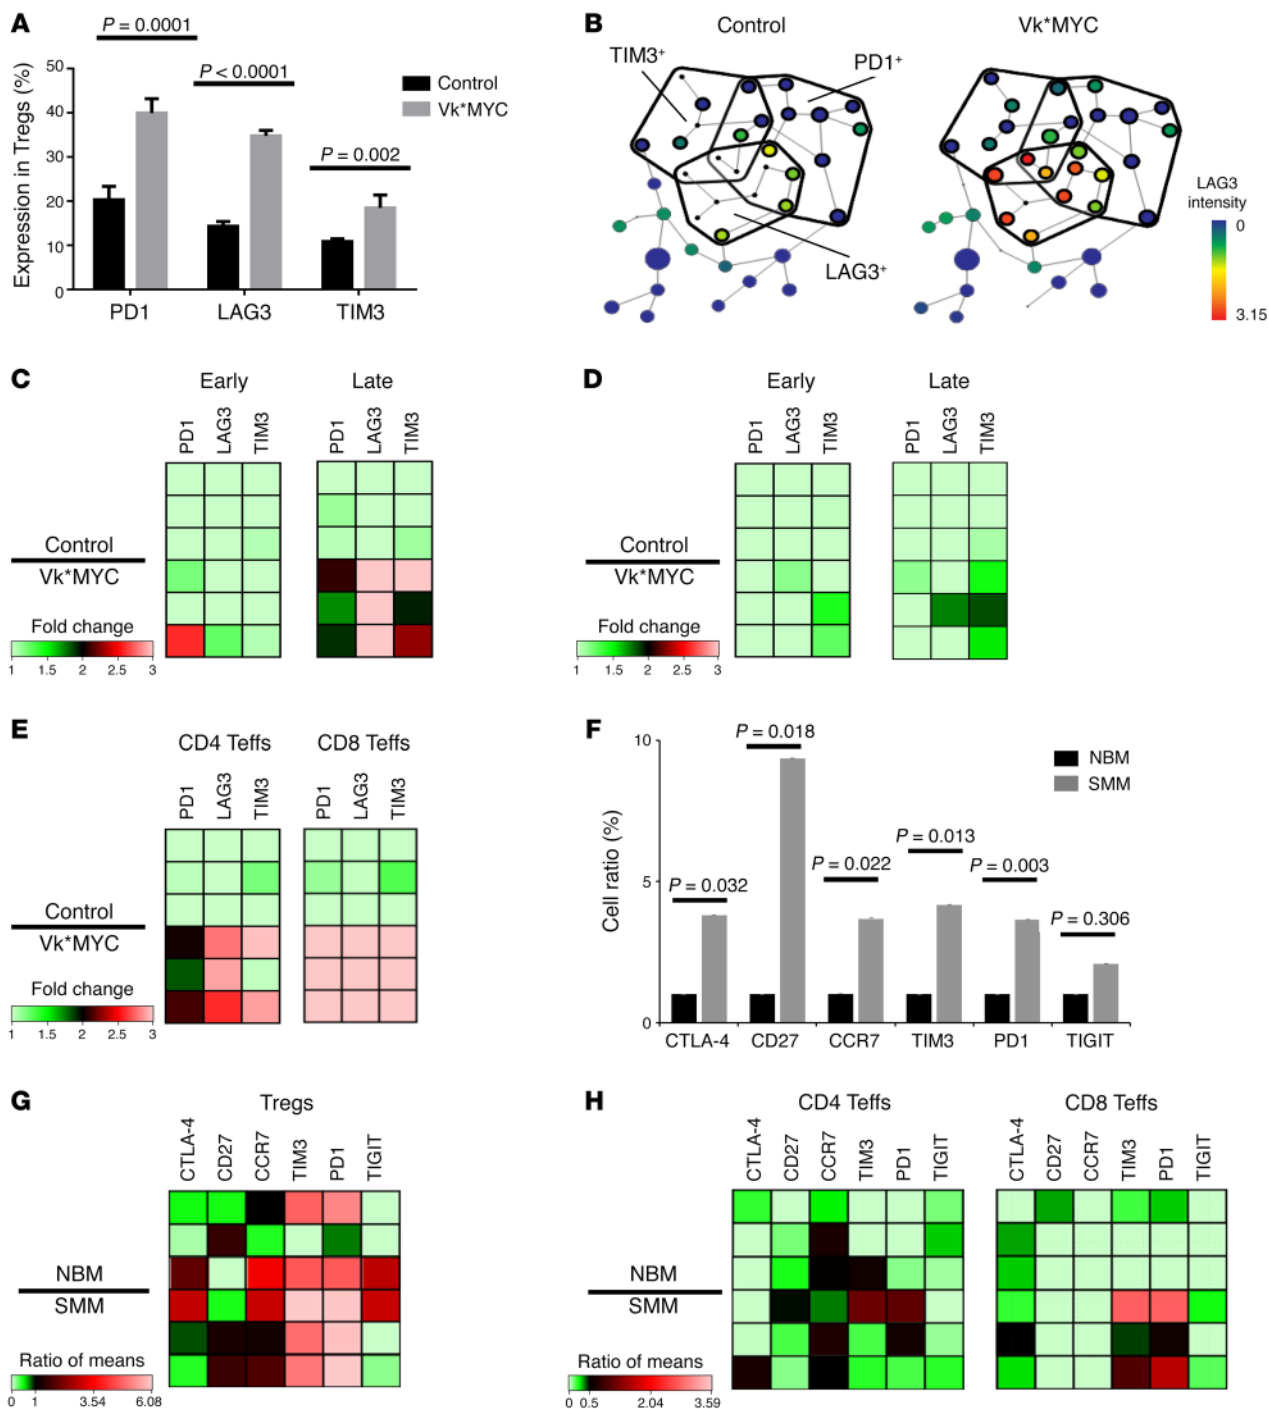 A
P = 0.0001
P < 0.0001
P = 0.002
Expression in Tregs (%)
50
40
30
20
10
0
Control
Vk*MYC
PD1
LAG3
TIM3
B
Control
Vk*MYC
TIM3+
PD1+
LAG3+
LAG3
intensity
0
3.15
C
Early
Late
PD1
LAG3
TIM3
PD1
LAG3
TIM3
Control
Vk*MYC
Fold change
1 1.5 2 2.5 3
D
Early
Late
PD1
LAG3
TIM3
PD1
LAG3
TIM3
Control
Vk*MYC
Fold change
1 1.5 2 2.5 3
E
CD4 Teffs
CD8 Teffs
PD1
LAG3
TIM3
PD1
LAG3
TIM3
Control
Vk*MYC
Fold change
1 1.5 2 2.5 3
F
Cell ratio (%)
10
5
0
P = 0.032
P = 0.018
P = 0.022
P = 0.013
P = 0.003
P = 0.306
NBM
SMM
CTLA-4
CD27
CCR7
TIM3
PD1
TIGIT
G
Tregs
CTLA-4
CD27
CCR7
TIM3
PD1
TIGIT
NBM
SMM
Ratio of means
0 1 3.54 6.08
H
CD4 Teffs
CD8 Teffs
CTLA-4
CD27
CCR7
TIM3
PD1
TIGIT
CTLA-4
CD27
CCR7
TIM3
PD1
TIGIT
NBM
SMM
Ratio of means
0 0.5 2.04 3.59